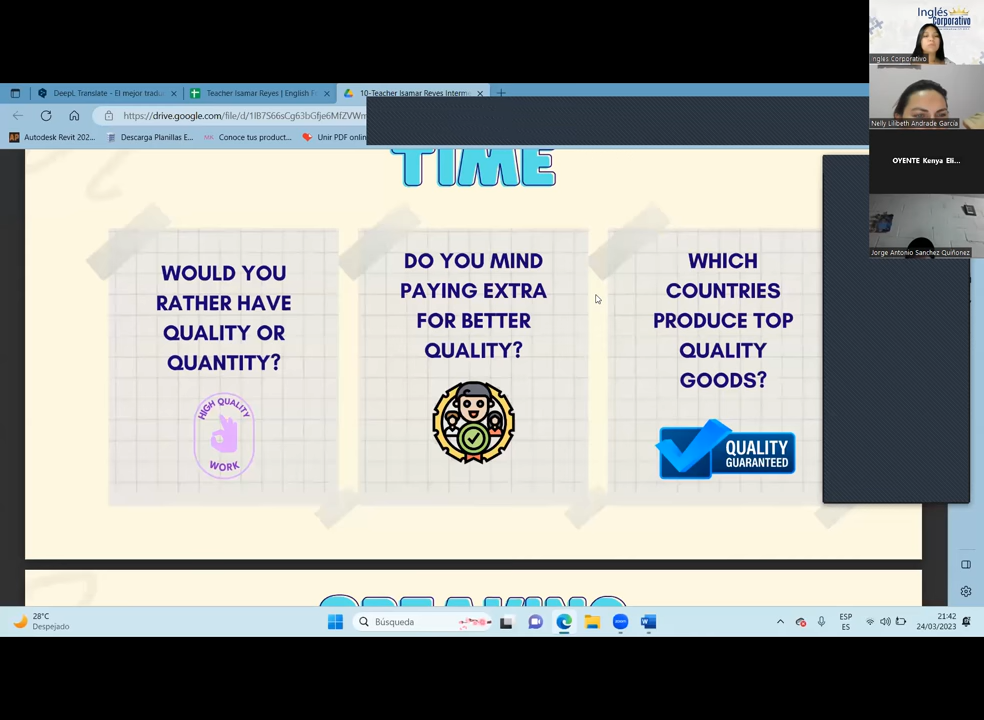 Inglés
Corporativo
Inglés Corporativo
Nelly Lilibeth Andrade García
OYENTE Kenya Eli...
Jorge Antonio Sanchez Quiñonez
DeepL Translate - El mejor tradu
Teacher Isamar Reyes | English F
10-Teacher Isamar Reyes Interme
https://drive.google.com/file/d/
Autodesk Revit 202...
Descarga Planillas E...
Conoce tus product...
Unir PDF onlin
TIME
WOULD YOU
RATHER HAVE
QUALITY OR
QUANTITY?
HIGH QUALITY
WORK
DO YOU MIND
PAYING EXTRA
FOR BETTER
QUALITY?
WHICH
COUNTRIES
PRODUCE TOP
QUALITY
GOODS?
QUALITY
GUARANTEED
SPEAKING
28°C
Despejado
Búsqueda
ESP
ES
21:42
24/03/2023